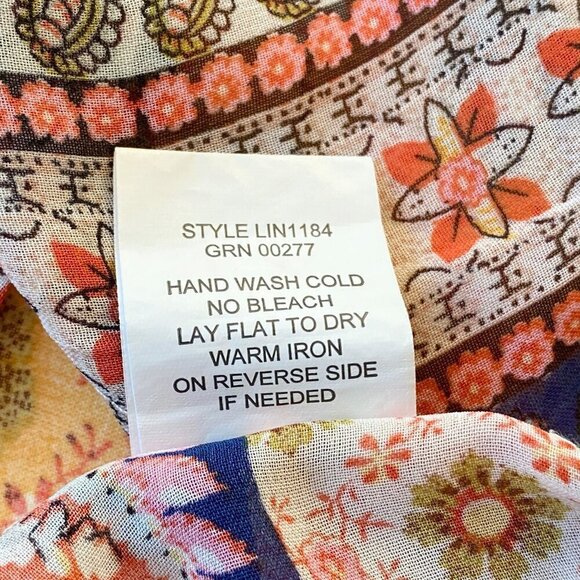 STYLE LIN1184
GRN 00277
HAND WASH COLD
NO BLEACH
LAY FLAT TO DRY
WARM IRON
ON REVERSE SIDE
IF NEEDED